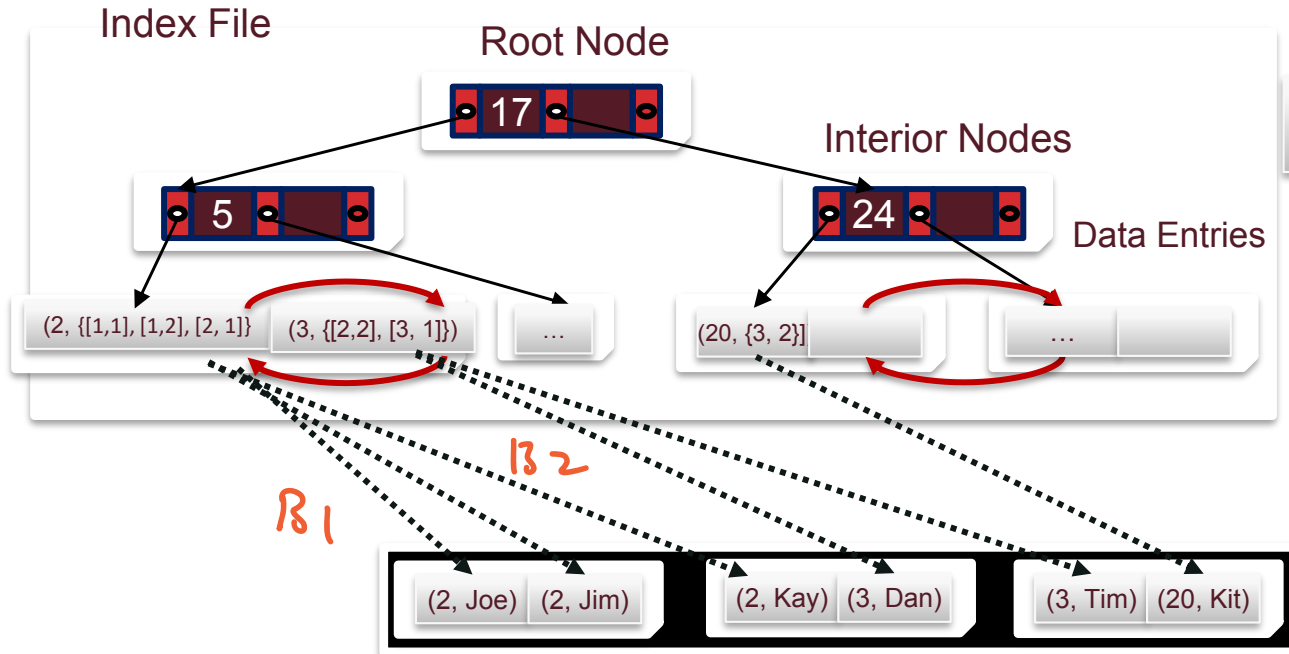 Index File
Root Node
17
Interior Nodes
5
24
Data Entries
(2, {[1,1], [1,2], [2, 1]}
(3, {[2,2], [3, 1]})
...
(20, {3, 2}]
...
B2
B1
(2, Joe) (2, Jim)
(2, Kay) (3, Dan)
(3, Tim) (20, Kit)